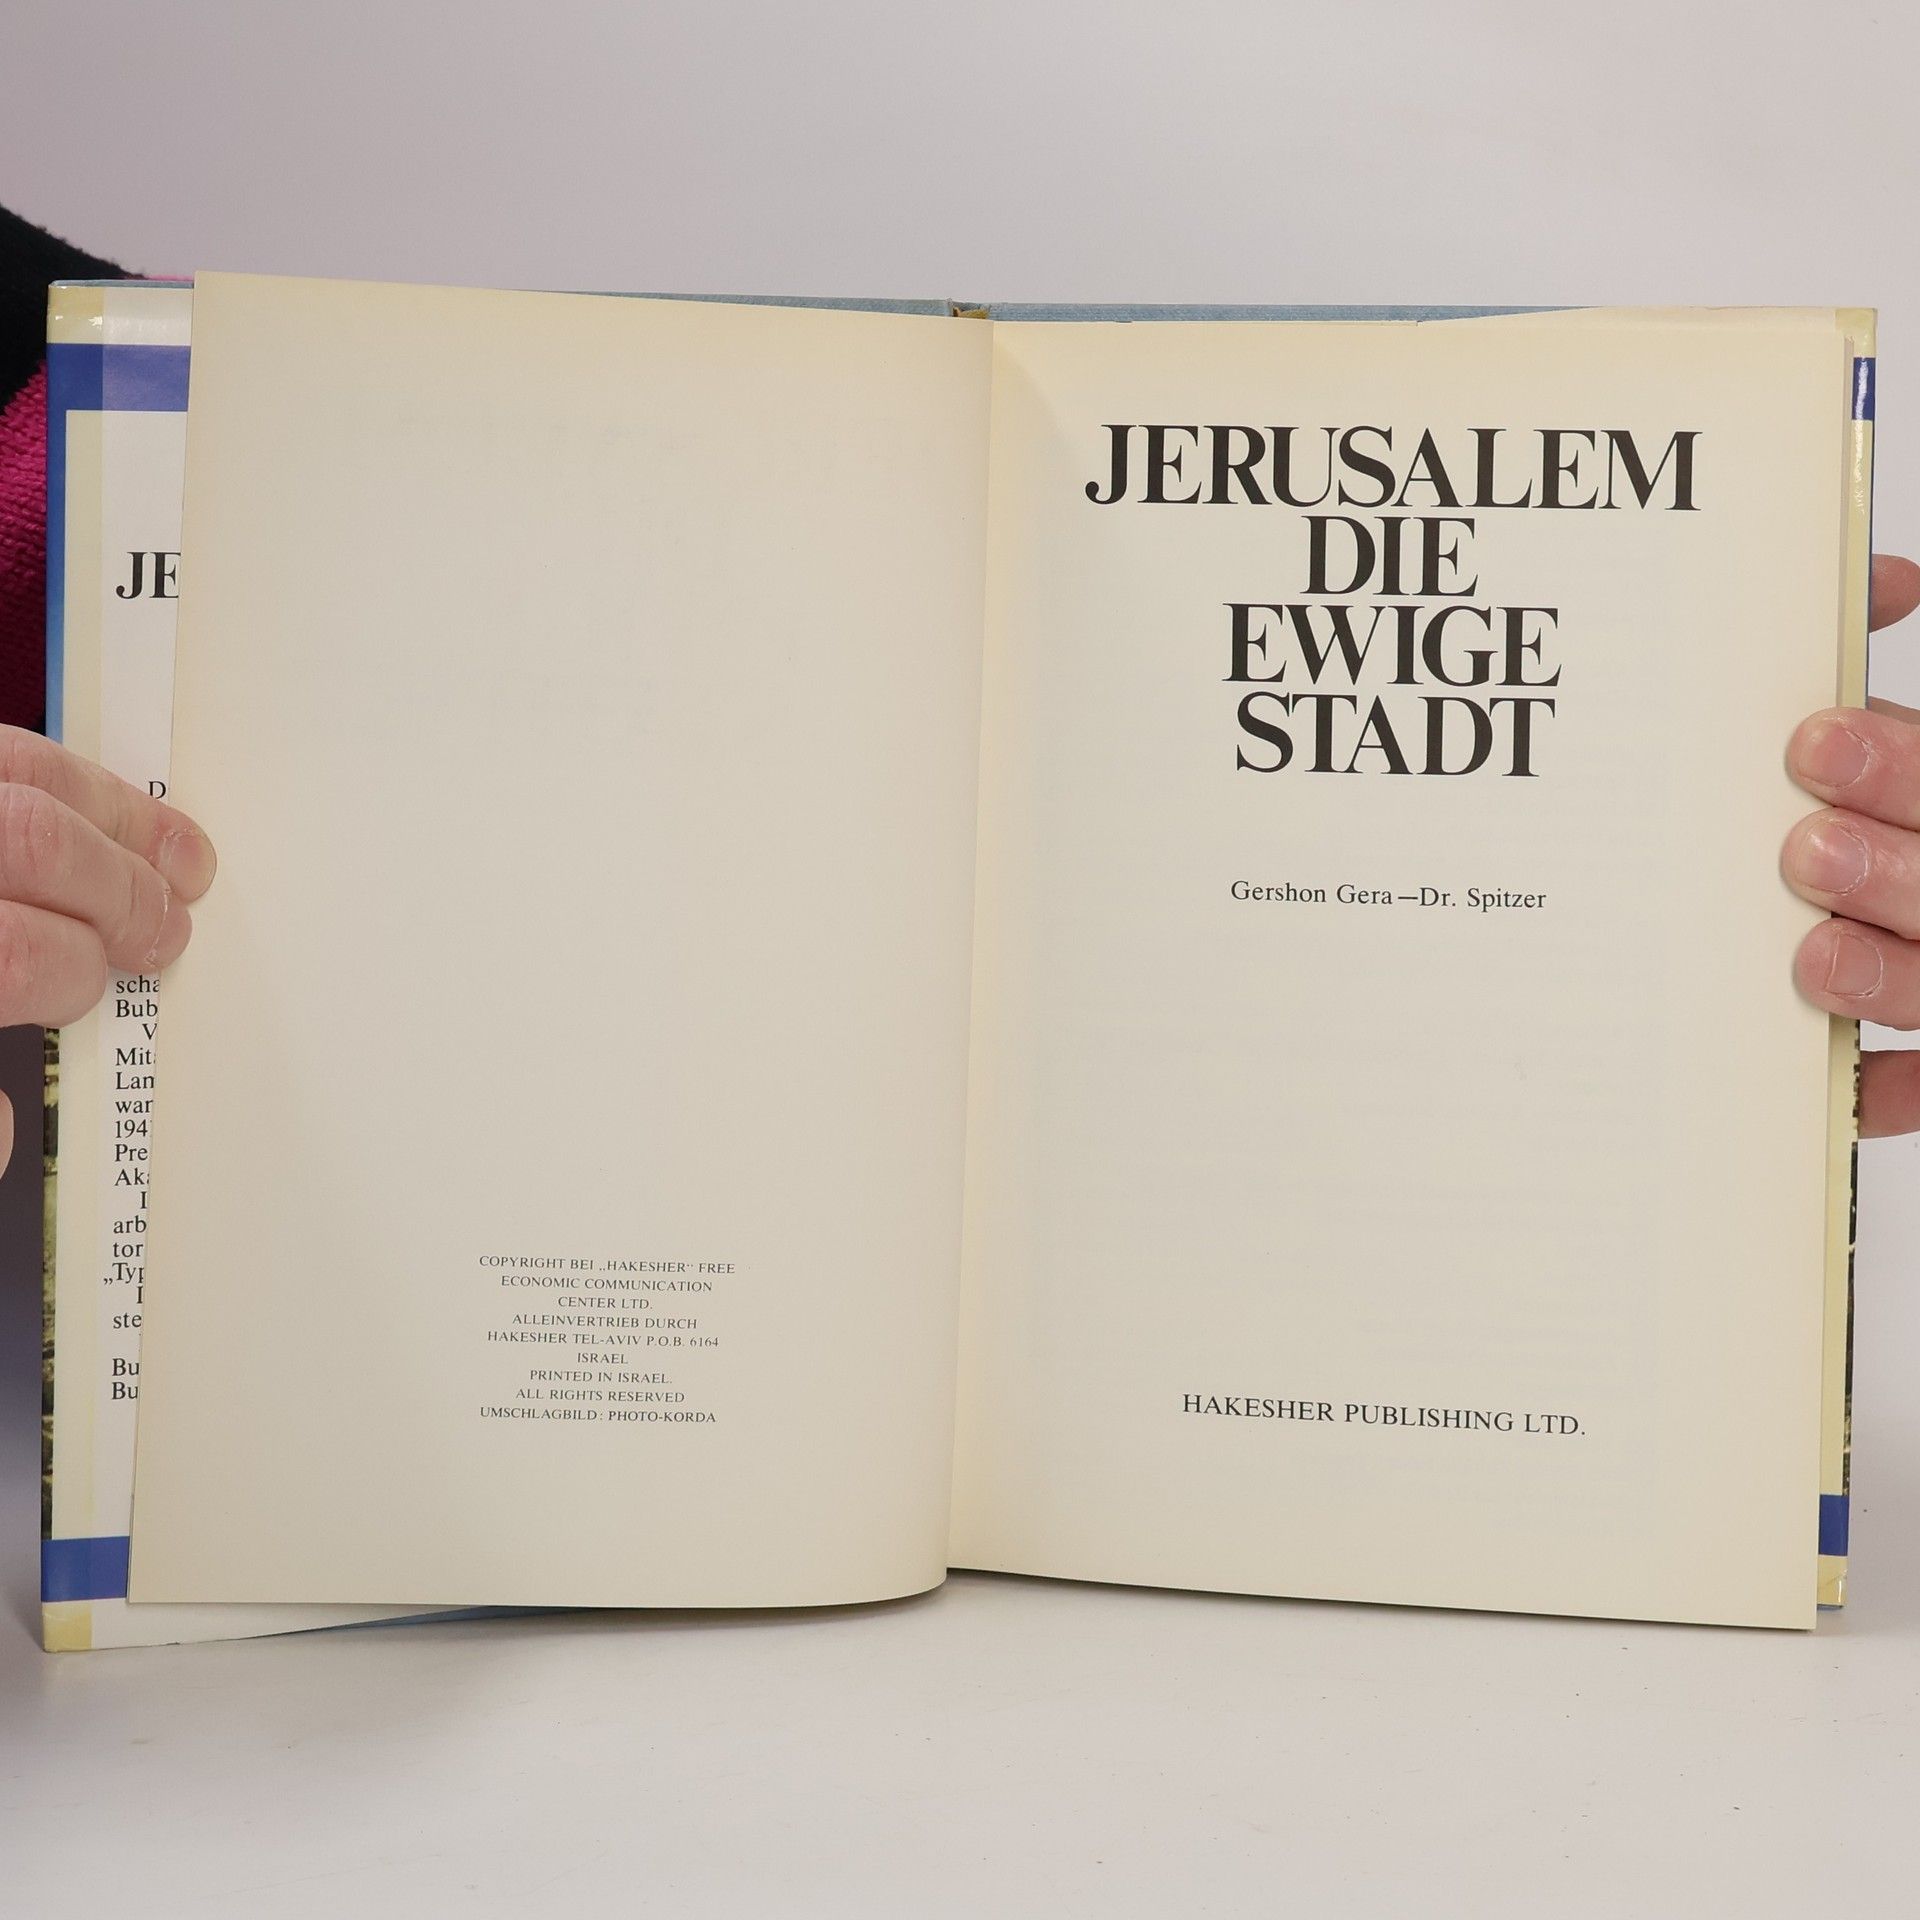 COPYRIGHT BEI „HAKESHER“ FREE
ECONOMIC COMMUNICATION
CENTER LTD.
ALLEINVERTRIEB DURCH
HAKESHER TEL-AVIV P.O.B. 6164
ISRAEL
PRINTED IN ISRAEL.
ALL RIGHTS RESERVED
UMSCHLAGBILD: PHOTO-KORDA
JERUSALEM
DIE
EWIGE
STADT
Gershon Gera—Dr. Spitzer
HAKESHER PUBLISHING LTD.